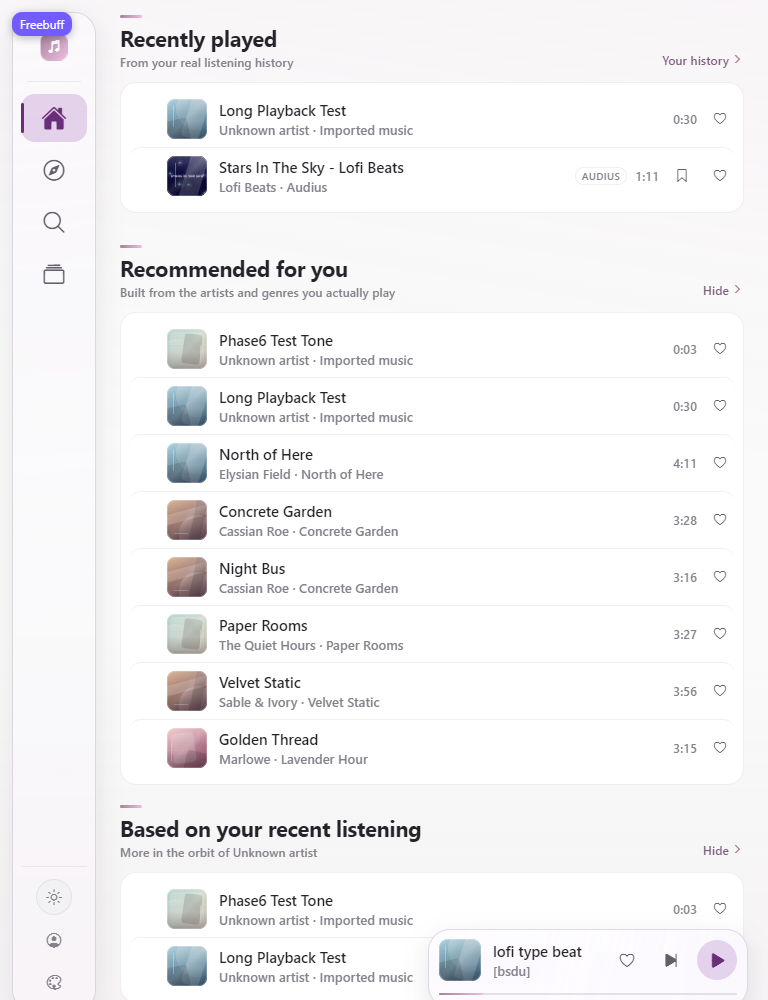 Freebuff
Recently played
From your real listening history
Your history
Long Playback Test
Unknown artist · Imported music
0:30
Stars In The Sky - Lofi Beats
Lofi Beats · Audius
AUDIUS
1:11
Recommended for you
Built from the artists and genres you actually play
Hide
Phase6 Test Tone
Unknown artist · Imported music
0:03
Long Playback Test
Unknown artist · Imported music
0:30
North of Here
Elysian Field · North of Here
4:11
Concrete Garden
Cassian Roe · Concrete Garden
3:28
Night Bus
Cassian Roe · Concrete Garden
3:16
Paper Rooms
The Quiet Hours · Paper Rooms
3:27
Velvet Static
Sable & Ivory · Velvet Static
3:56
Golden Thread
Marlowe · Lavender Hour
3:15
Based on your recent listening
More in the orbit of Unknown artist
Hide
Phase6 Test Tone
Unknown artist · Imported music
0:03
Long Playback Test
Unknown artist · Imported music
lofi type beat
[bsdu]